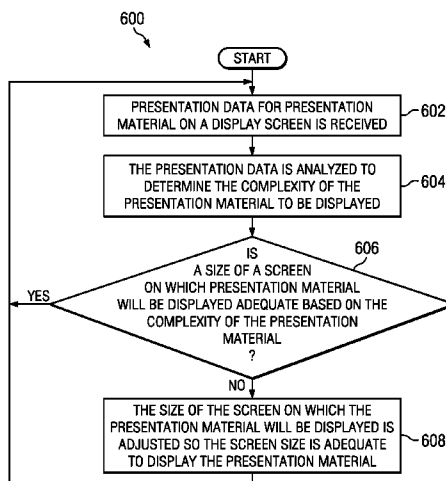 600
START
PRESENTATION DATA FOR PRESENTATION
MATERIAL ON A DISPLAY SCREEN IS RECEIVED
602
THE PRESENTATION DATA IS ANALYZED TO
DETERMINE THE COMPLEXITY OF THE
PRESENTATION MATERIAL TO BE DISPLAYED
604
606
IS
A SIZE OF A SCREEN
ON WHICH PRESENTATION MATERIAL
WILL BE DISPLAYED ADEQUATE BASED ON THE
COMPLEXITY OF THE PRESENTATION
MATERIAL
?
YES
NO
THE SIZE OF THE SCREEN ON WHICH THE
PRESENTATION MATERIAL WILL BE DISPLAYED IS
ADJUSTED SO THE SCREEN SIZE IS ADEQUATE
TO DISPLAY THE PRESENTATION MATERIAL
608